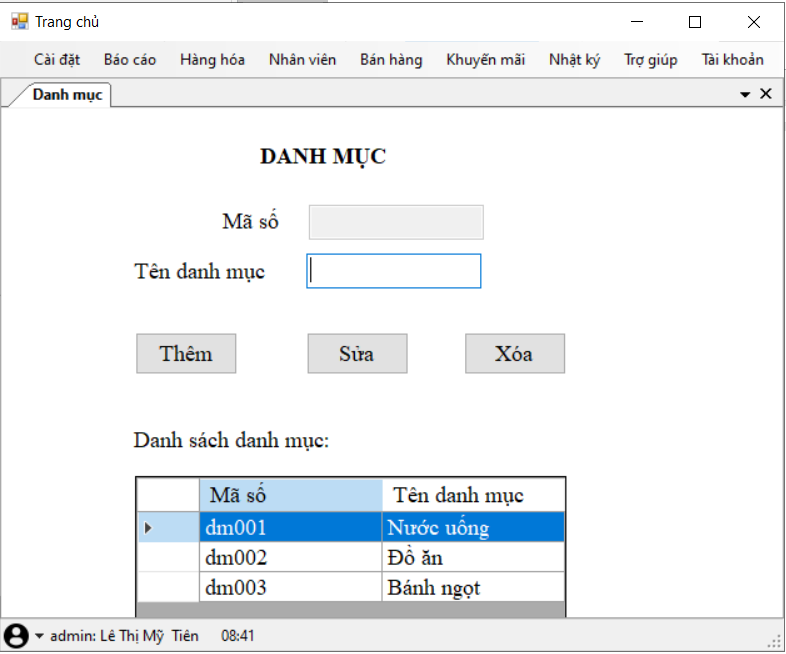 Trang chủ
Cài đặt Báo cáo Hàng hóa Nhân viên Bán hàng Khuyến mãi Nhật ký Trợ giúp Tài khoản
Danh mục
DANH MỤC
Mã số
Tên danh mục
Thêm Sửa Xóa
Danh sách danh mục:
Mã số Tên danh mục
dm001 Nước uống
dm002 Đồ ăn
dm003 Bánh ngọt
admin: Lê Thị Mỹ Tiên 08:41